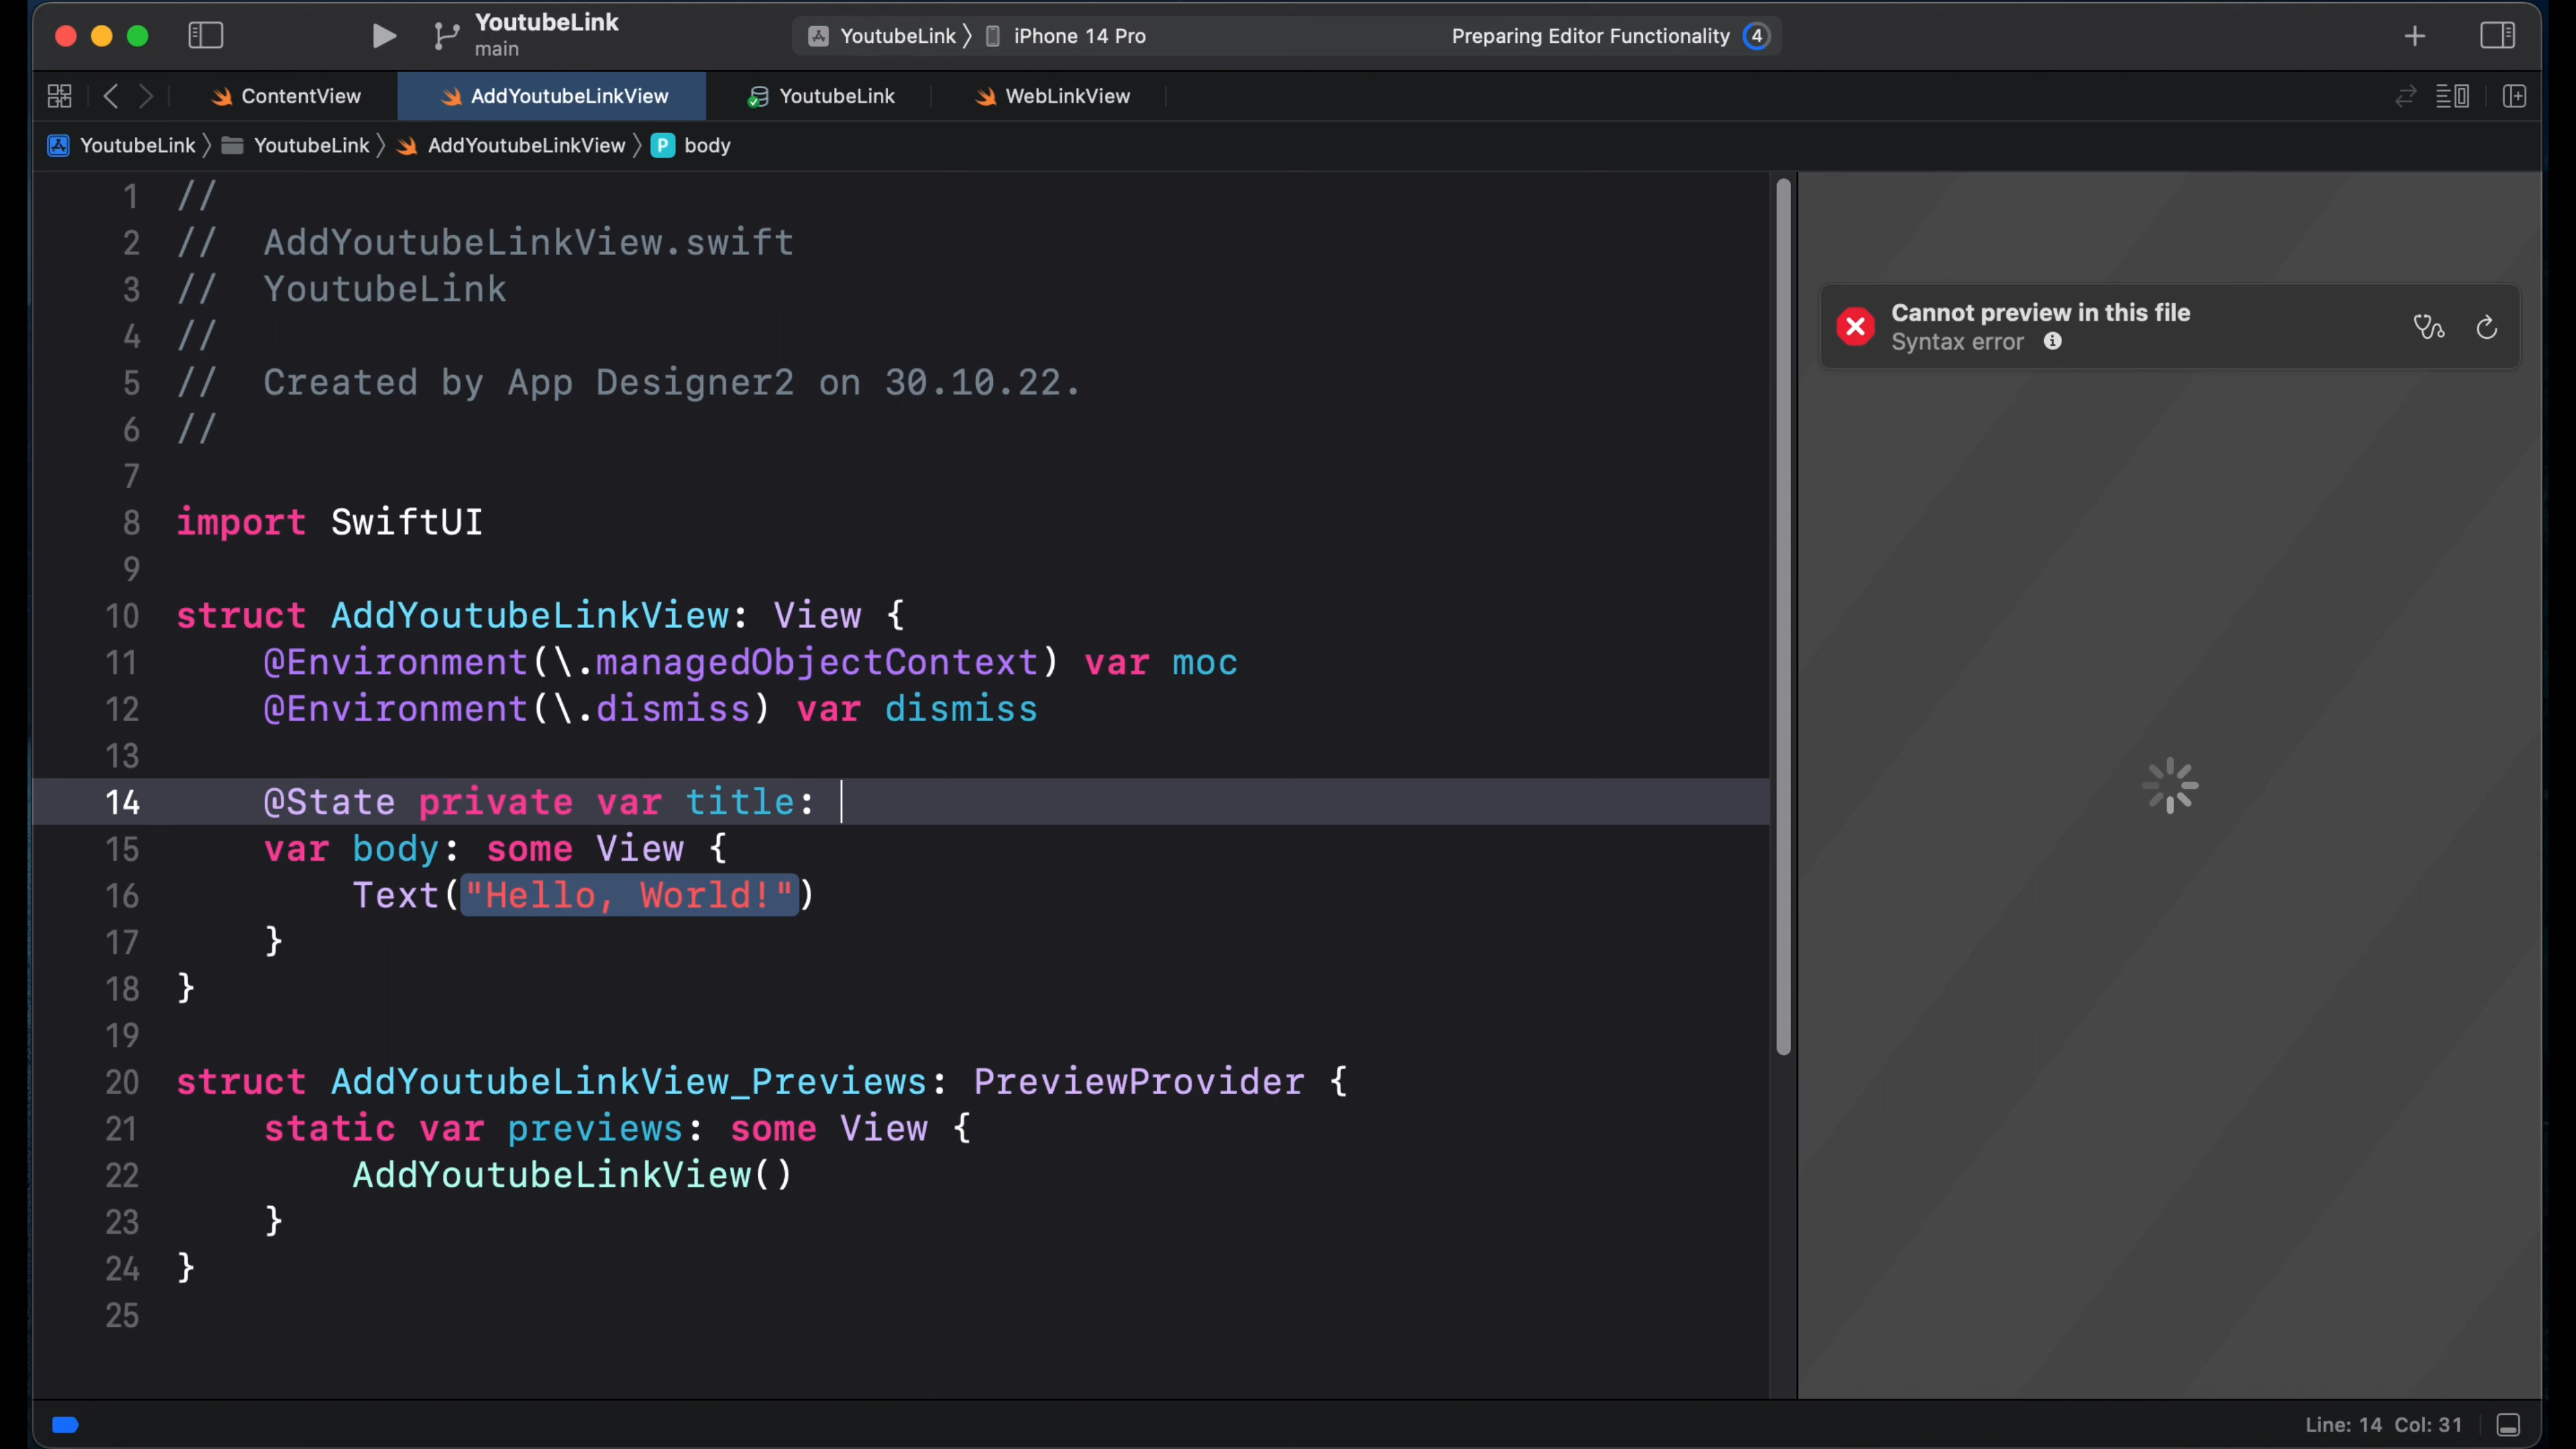 YoutubeLink
main
YoutubeLink 〉 iPhone 14 Pro
Preparing Editor Functionality 4
ContentView
AddYoutubeLinkView
YoutubeLink
WebLinkView
YoutubeLink 〉 YoutubeLink 〉 AddYoutubeLinkView 〉 P body
1 //
2 //  AddYoutubeLinkView.swift
3 //  YoutubeLink
4 //
5 //  Created by App Designer2 on 30.10.22.
6 //
7
8 import SwiftUI
9
10 struct AddYoutubeLinkView: View {
11     @Environment(\.managedObjectContext) var moc
12     @Environment(\.dismiss) var dismiss
13
14     @State private var title:
15     var body: some View {
16         Text("Hello, World!")
17     }
18 }
19
20 struct AddYoutubeLinkView_Previews: PreviewProvider {
21     static var previews: some View {
22         AddYoutubeLinkView()
23     }
24 }
25
Cannot preview in this file
Syntax error
Line: 14 Col: 31